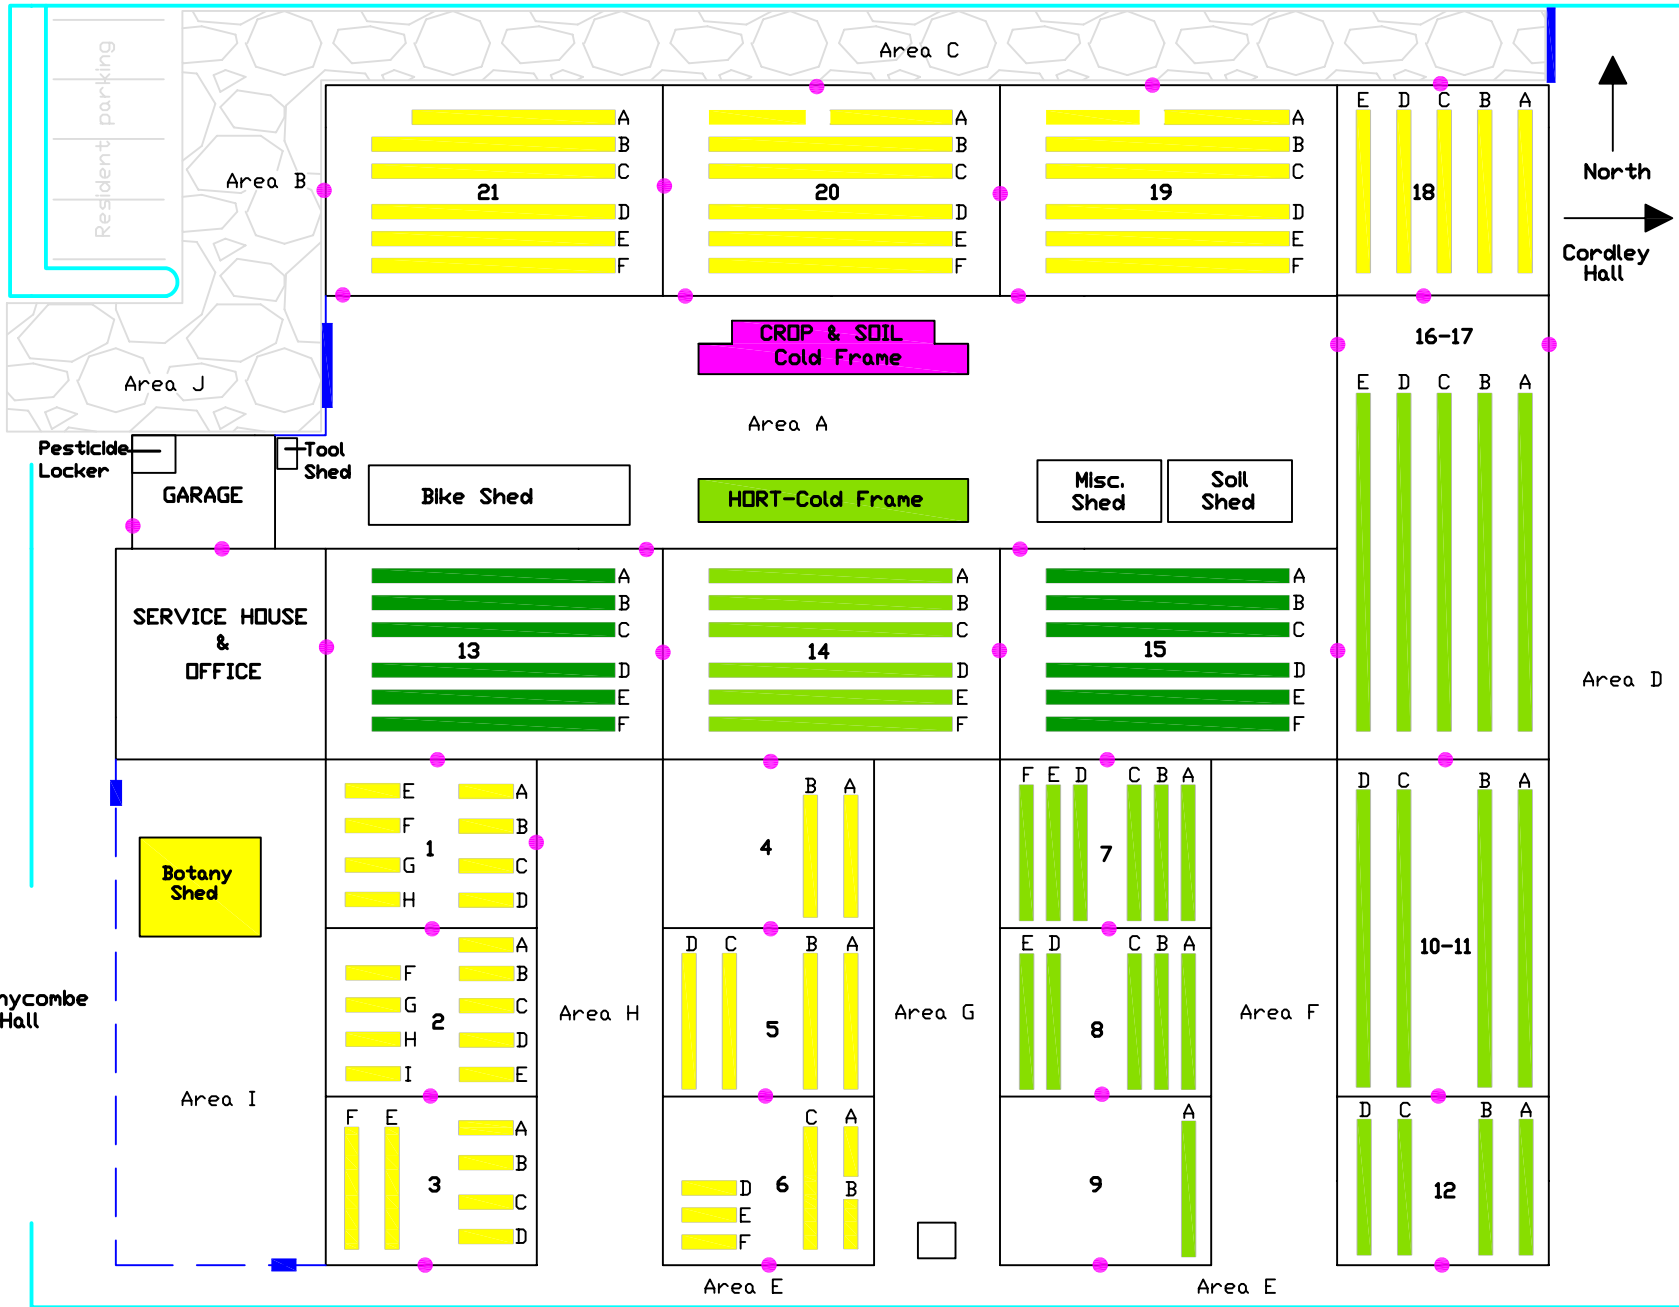 Area C
Resident parking
Area B
A
B
C
21
D
E
F
A
B
C
20
D
E
F
A
B
C
19
D
E
F
E D C B A
18
North
Cordley
Hall
CROP & SOIL
Cold Frame
Area J
Area A
16-17
E D C B A
Pesticide
Locker
Tool
Shed
GARAGE
Bike Shed
HORT-Cold Frame
Misc.
Shed
Soil
Shed
SERVICE HOUSE
&
OFFICE
A
B
C
13
D
E
F
A
B
C
14
D
E
F
A
B
C
15
D
E
F
Area D
Botany
Shed
E A
F B
1
G C
H D
B A
4
F E D C B A
7
D C B A
10-11
A
F B
G C
2
H D
I E
Area H
D C B A
5
Area G
E D C B A
8
Area F
nycombe
Hall
Area I
F E A
B
3
C
D
C A
B
6
D
E
F
A
9
D C B A
12
Area E
Area E